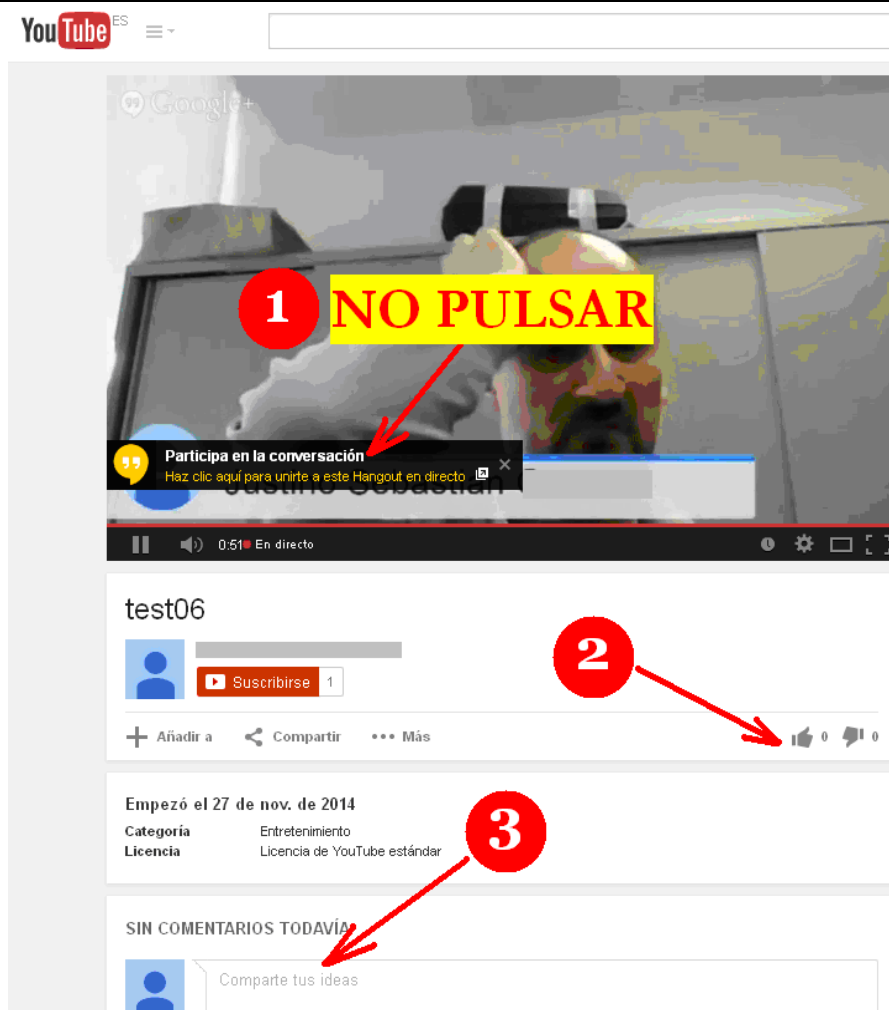 YouTube ES
Google+
1 NO PULSAR
Participa en la conversación
Haz clic aquí para unirte a este Hangout en directo
Justino Sebastián
0:51 En directo
test06
2
Suscribirse 1
Añadir a Compartir Más 0 0
Empezó el 27 de nov. de 2014
Categoría Entretenimiento
3
Licencia Licencia de YouTube estándar
SIN COMENTARIOS TODAVÍA
Comparte tus ideas